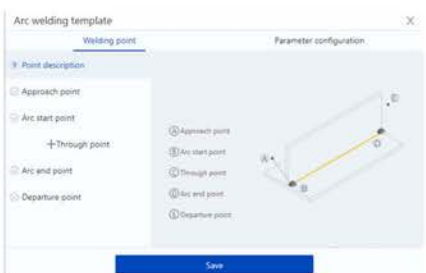 Arc welding template
Welding point
Parameter configuration
Point description
Approach point
Arc start point
+Through point
Arc end point
Departure point
Ⓐ Approach point
Ⓑ Arc start point
Ⓒ Through point
Ⓓ Arc end point
Ⓔ Departure point
Ⓔ
Ⓐ
Ⓑ
Save